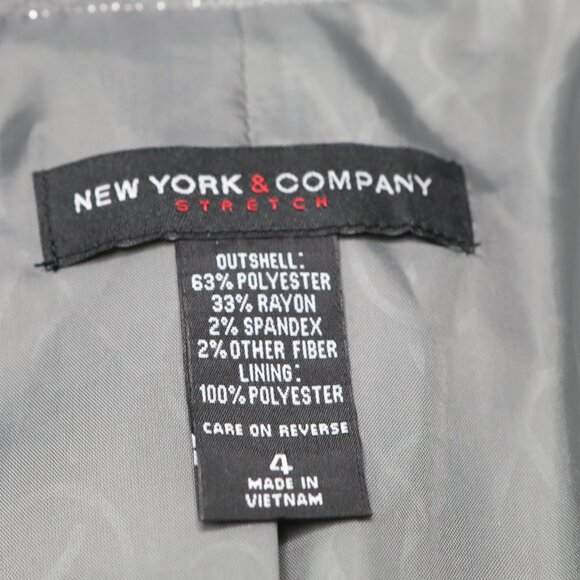 NEW YORK & COMPANY
STRETCH
OUTSHELL:
63% POLYESTER
33% RAYON
2% SPANDEX
2% OTHER FIBER
LINING:
100% POLYESTER
CARE ON REVERSE
4
MADE IN
VIETNAM